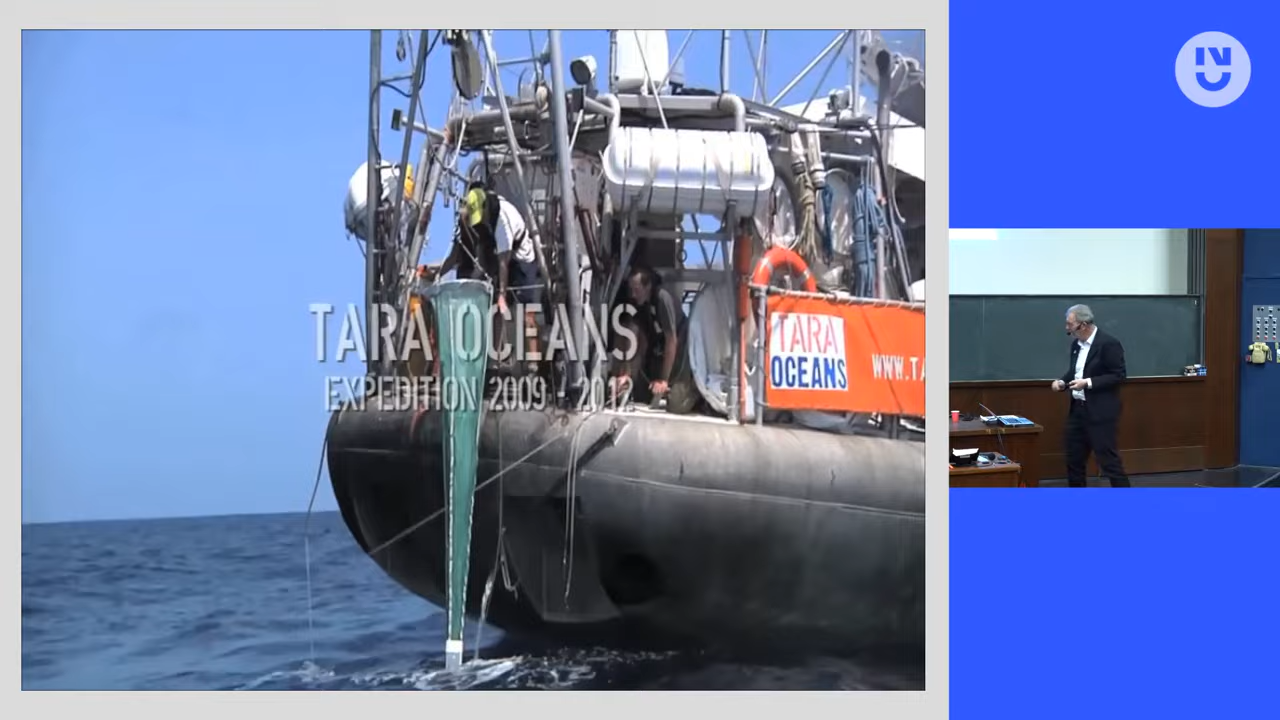 TARA OCEANS
EXPEDITION 2009 - 2012
TARA
OCEANS
WWW.TA